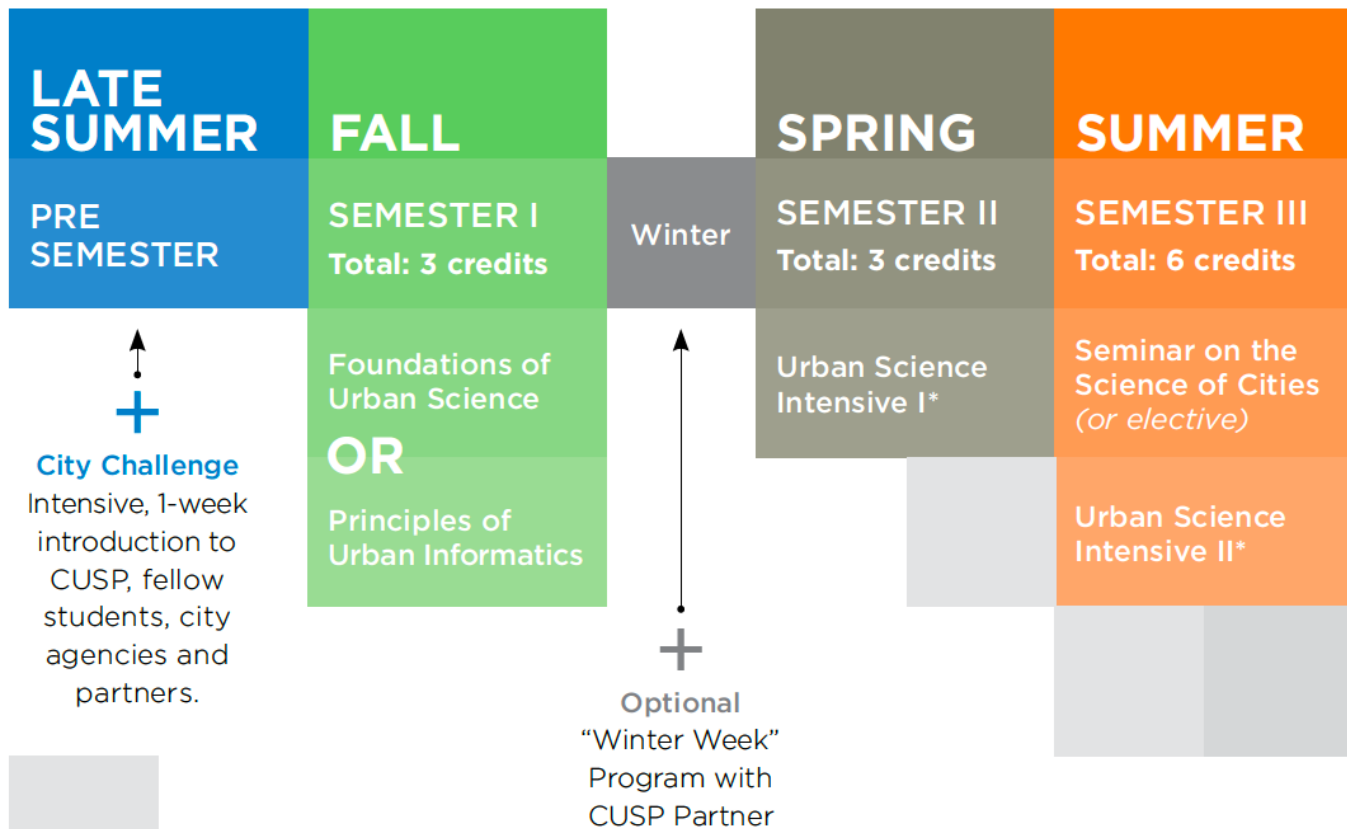 LATE
SUMMER
PRE
SEMESTER
City Challenge
Intensive, 1-week
introduction to
CUSP, fellow
students, city
agencies and
partners.
FALL
SEMESTER I
Total: 3 credits
Foundations of
Urban Science
OR
Principles of
Urban Informatics
Winter
Optional
“Winter Week”
Program with
CUSP Partner
SPRING
SEMESTER II
Total: 3 credits
Urban Science
Intensive I*
SUMMER
SEMESTER III
Total: 6 credits
Seminar on the
Science of Cities
(or elective)
Urban Science
Intensive II*